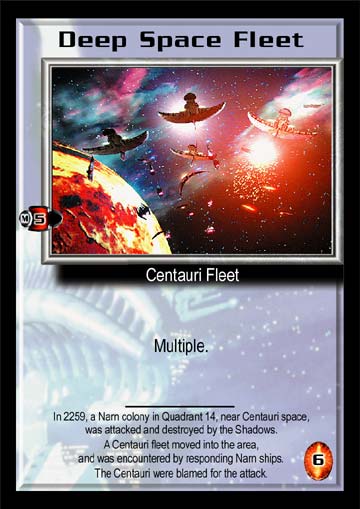 Deep Space Fleet
M 5
Centauri Fleet
Multiple.
In 2259, a Narn colony in Quadrant 14, near Centauri space,
was attacked and destroyed by the Shadows.
A Centauri fleet moved into the area,
and was encountered by responding Narn ships.
The Centauri were blamed for the attack.
6